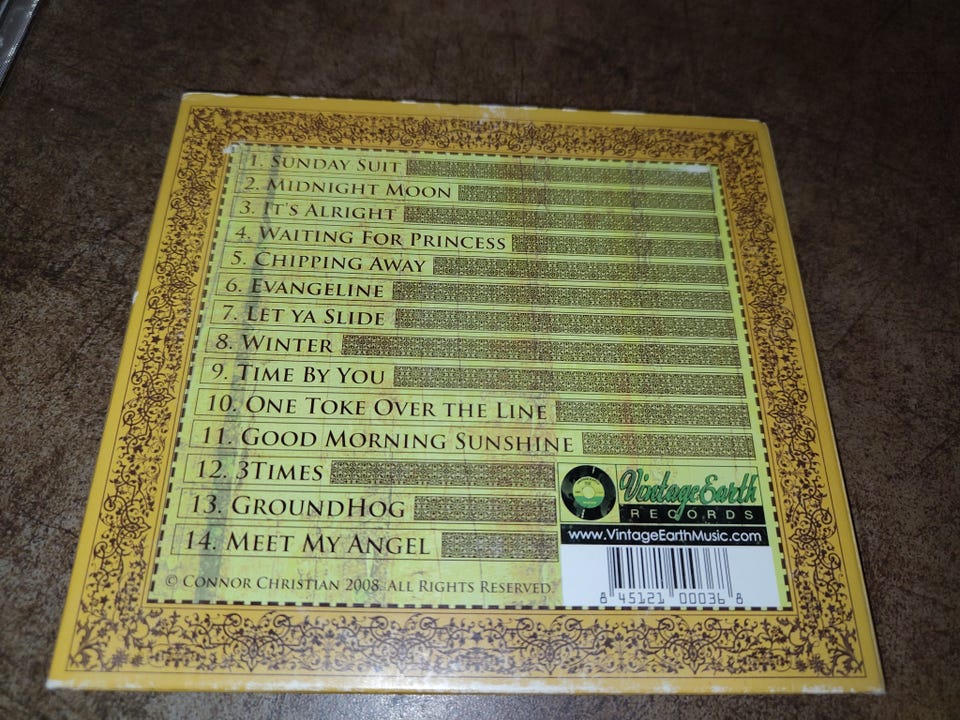 1. Sunday Suit
2. Midnight Moon
3. It's Alright
4. Waiting For Princess
5. Chipping Away
6. Evangeline
7. Let Ya Slide
8. Winter
9. Time By You
10. One Toke Over the Line
11. Good Morning Sunshine
12. 3Times
13. GroundHog
14. Meet My Angel
© Connor Christian 2008. All Rights Reserved.
Vintage Earth
RECORDS
www.VintageEarthMusic.com
8 45121 00036 8